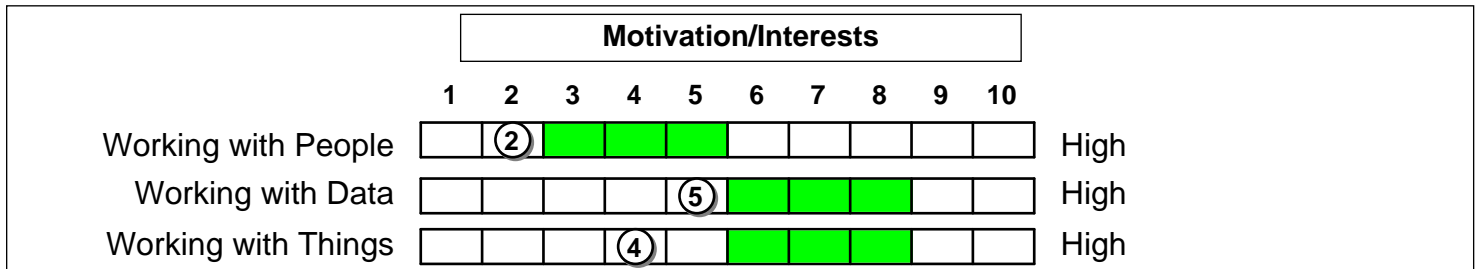 Motivation/Interests
1 2 3 4 5 6 7 8 9 10
Working with People 2 High
Working with Data 5 High
Working with Things 4 High